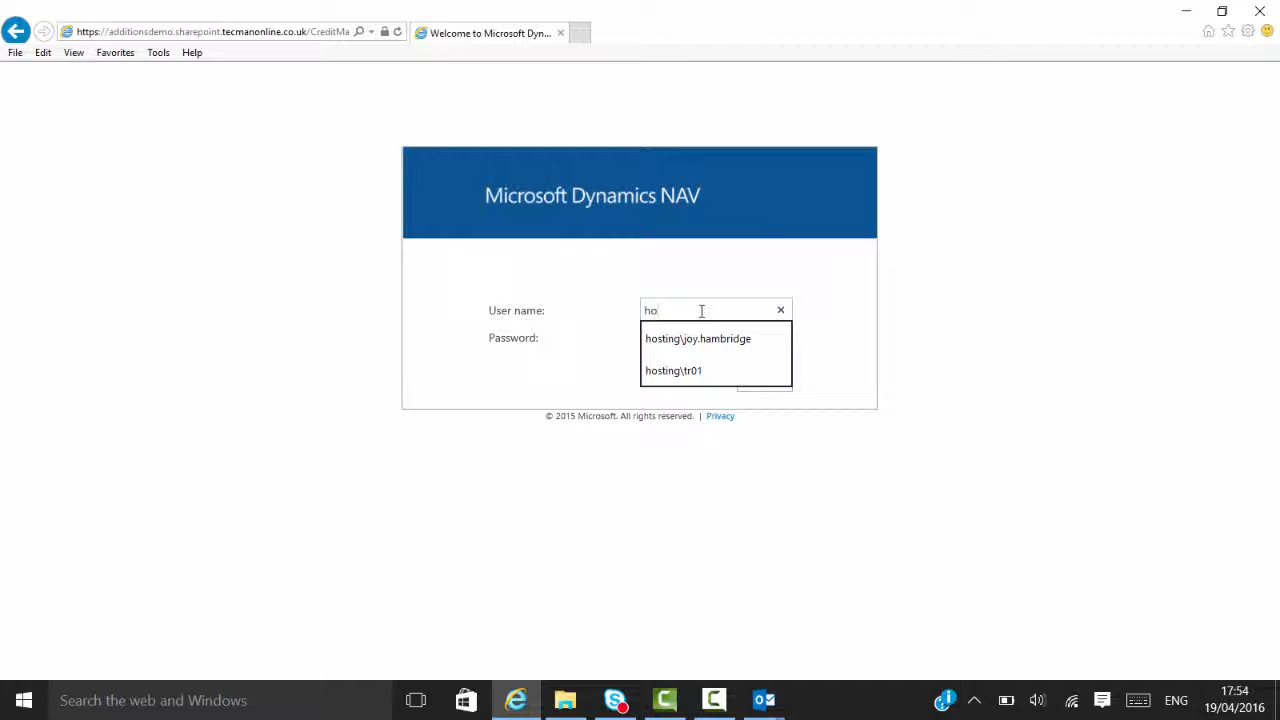 https://additionsdemo.sharepoint.tecmanonline.co.uk/CreditMa
Welcome to Microsoft Dyn...
File Edit View Favorites Tools Help
Microsoft Dynamics NAV
User name:
ho
Password:
hosting\joy.hambridge
hosting\tr01
© 2015 Microsoft. All rights reserved. | Privacy
Search the web and Windows
ENG
17:54
19/04/2016